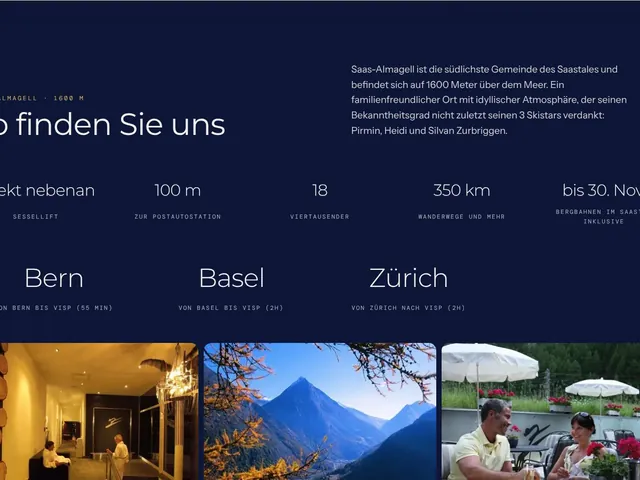 ALMAGELL · 1600 M
finden Sie uns
Saas-Almagell ist die südlichste Gemeinde des Saastales und
befindet sich auf 1600 Meter über dem Meer. Ein
familienfreundlicher Ort mit idyllischer Atmosphäre, der seinen
Bekanntheitsgrad nicht zuletzt seinen 3 Skistars verdankt:
Pirmin, Heidi und Silvan Zurbriggen.
ekt nebenan
SESSELLIFT
100 m
ZUR POSTAUTOSTATION
18
VIERTAUSENDER
350 km
WANDERWEGE UND MEHR
bis 30. Nov
BERGBAHNEN IM SAAST
INKLUSIVE
Bern
ON BERN BIS VISP (55 MIN)
Basel
VON BASEL BIS VISP (2H)
Zürich
VON ZÜRICH NACH VISP (2H)